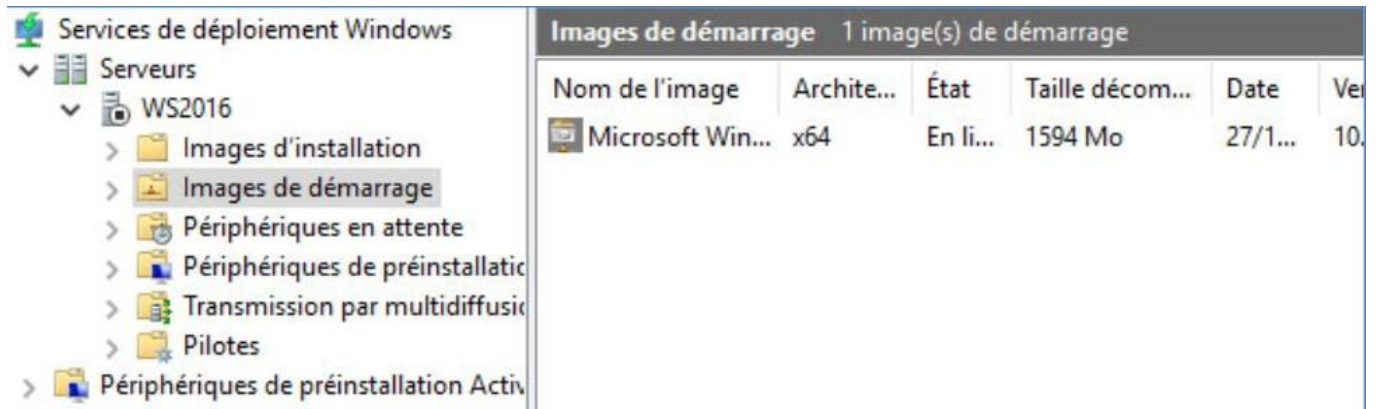 Services de déploiement Windows
Serveurs
WS2016
Images d'installation
Images de démarrage
Périphériques en attente
Périphériques de préinstallatic
Transmission par multidiffusi
Pilotes
Périphériques de préinstallation Activ
Images de démarrage 1 image(s) de démarrage
Nom de l'image Archite... État Taille décom... Date Ver
Microsoft Win... x64 En li... 1594 Mo 27/1... 10.